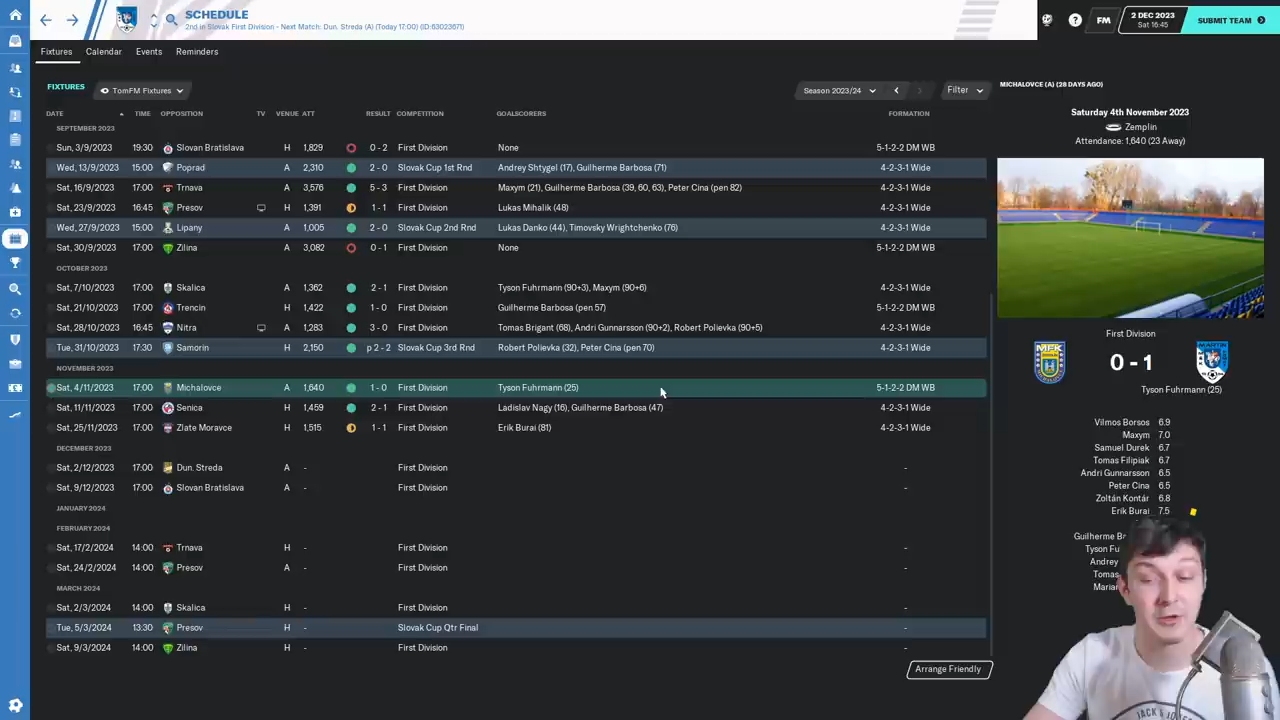 SCHEDULE
2nd in Slovak First Division - Next Match: Dun. Streda (A) (Today 17:00) (ID:63023671)
FM
2 DEC 2023
Sat 16:45
SUBMIT TEAM
Fixtures Calendar Events Reminders
FIXTURES TomFM Fixtures Season 2023/24 Filter
DATE TIME OPPOSITION TV VENUE ATT RESULT COMPETITION GOALSCORERS FORMATION
SEPTEMBER 2023
Sun, 3/9/2023 19:30 Slovan Bratislava H 1,829 0 - 2 First Division None 5-1-2-2 DM WB
Wed, 13/9/2023 15:00 Poprad A 2,310 2 - 0 Slovak Cup 1st Rnd Andrey Shtygel (17), Guilherme Barbosa (71) 4-2-3-1 Wide
Sat, 16/9/2023 17:00 Trnava A 3,576 5 - 3 First Division Maxym (21), Guilherme Barbosa (39, 60, 63), Peter Cina (pen 82) 4-2-3-1 Wide
Sat, 23/9/2023 16:45 Presov H 1,391 1 - 1 First Division Lukas Mihalik (48) 4-2-3-1 Wide
Wed, 27/9/2023 15:00 Lipany A 1,005 2 - 0 Slovak Cup 2nd Rnd Lukas Danko (44), Timovsky Wrightchenko (76) 4-2-3-1 Wide
Sat, 30/9/2023 17:00 Zilina A 3,082 0 - 1 First Division None 5-1-2-2 DM WB
OCTOBER 2023
Sat, 7/10/2023 17:00 Skalica A 1,362 2 - 1 First Division Tyson Fuhrmann (90+3), Maxym (90+6) 4-2-3-1 Wide
Sat, 21/10/2023 17:00 Trencin H 1,422 1 - 0 First Division Guilherme Barbosa (pen 57) 5-1-2-2 DM WB
Sat, 28/10/2023 16:45 Nitra A 1,283 3 - 0 First Division Tomas Brigant (68), Andri Gunnarsson (90+2), Robert Polievka (90+5) 4-2-3-1 Wide
Tue, 31/10/2023 17:30 Samorin H 2,150 p 2 - 2 Slovak Cup 3rd Rnd Robert Polievka (32), Peter Cina (pen 70) 4-2-3-1 Wide
NOVEMBER 2023
Sat, 4/11/2023 17:00 Michalovce A 1,640 1 - 0 First Division Tyson Fuhrmann (25) 5-1-2-2 DM WB
Sat, 11/11/2023 17:00 Senica H 1,459 2 - 1 First Division Ladislav Nagy (16), Guilherme Barbosa (47) 4-2-3-1 Wide
Sat, 25/11/2023 17:00 Zlate Moravce H 1,515 1 - 1 First Division Erik Burai (81) 4-2-3-1 Wide
DECEMBER 2023
Sat, 2/12/2023 17:00 Dun. Streda A - First Division -
Sat, 9/12/2023 17:00 Slovan Bratislava A - First Division -
JANUARY 2024
FEBRUARY 2024
Sat, 17/2/2024 14:00 Trnava H - First Division -
Sat, 24/2/2024 14:00 Presov A - First Division -
MARCH 2024
Sat, 2/3/2024 14:00 Skalica H - First Division -
Tue, 5/3/2024 13:30 Presov H - Slovak Cup Qtr Final -
Sat, 9/3/2024 14:00 Zilina H - First Division -
Arrange Friendly
MICHALOVCE (A) (28 DAYS AGO)
Saturday 4th November 2023
Zemplin
Attendance: 1,640 (23 Away)
First Division
0 - 1
Tyson Fuhrmann (25)
Vilmos Borsos 6.9
Maxym 7.0
Samuel Durek 6.7
Tomas Filipiak 6.7
Andri Gunnarsson 6.5
Peter Cina 6.5
Zoltán Kontár 6.8
Erik Burai 7.5
Guilherme Ba
Tyson Fu
Andrey
Tomas
Maria
JACK & JONES